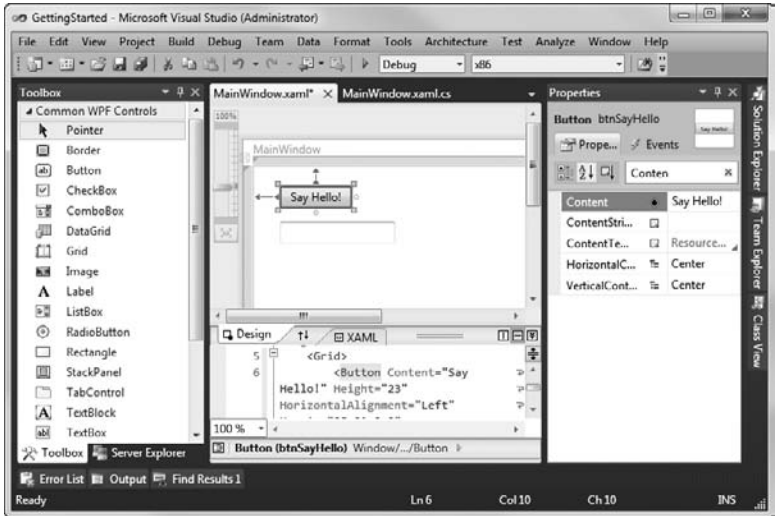 GettingStarted - Microsoft Visual Studio (Administrator)
File Edit View Project Build Debug Team Data Format Tools Architecture Test Analyze Window Help
Debug x86
Toolbox
Common WPF Controls
Pointer
Border
Button
CheckBox
ComboBox
DataGrid
Grid
Image
Label
ListBox
RadioButton
Rectangle
StackPanel
TabControl
TextBlock
TextBox
Toolbox Server Explorer
MainWindow.xaml* MainWindow.xaml.cs
100%
MainWindow
Say Hello!
Design XAML
5 <Grid>
6 <Button Content="Say
Hello!" Height="23"
HorizontalAlignment="Left"
100 %
Button (btnSayHello) Window/.../Button
Properties
Button btnSayHello
Say Hello!
Prope... Events
Conten
Content Say Hello!
ContentStri...
ContentTe... Resource...
HorizontalC... Center
VerticalCont... Center
Solution Explorer
Team Explorer
Class View
Error List Output Find Results 1
Ready Ln 6 Col 10 Ch 10 INS